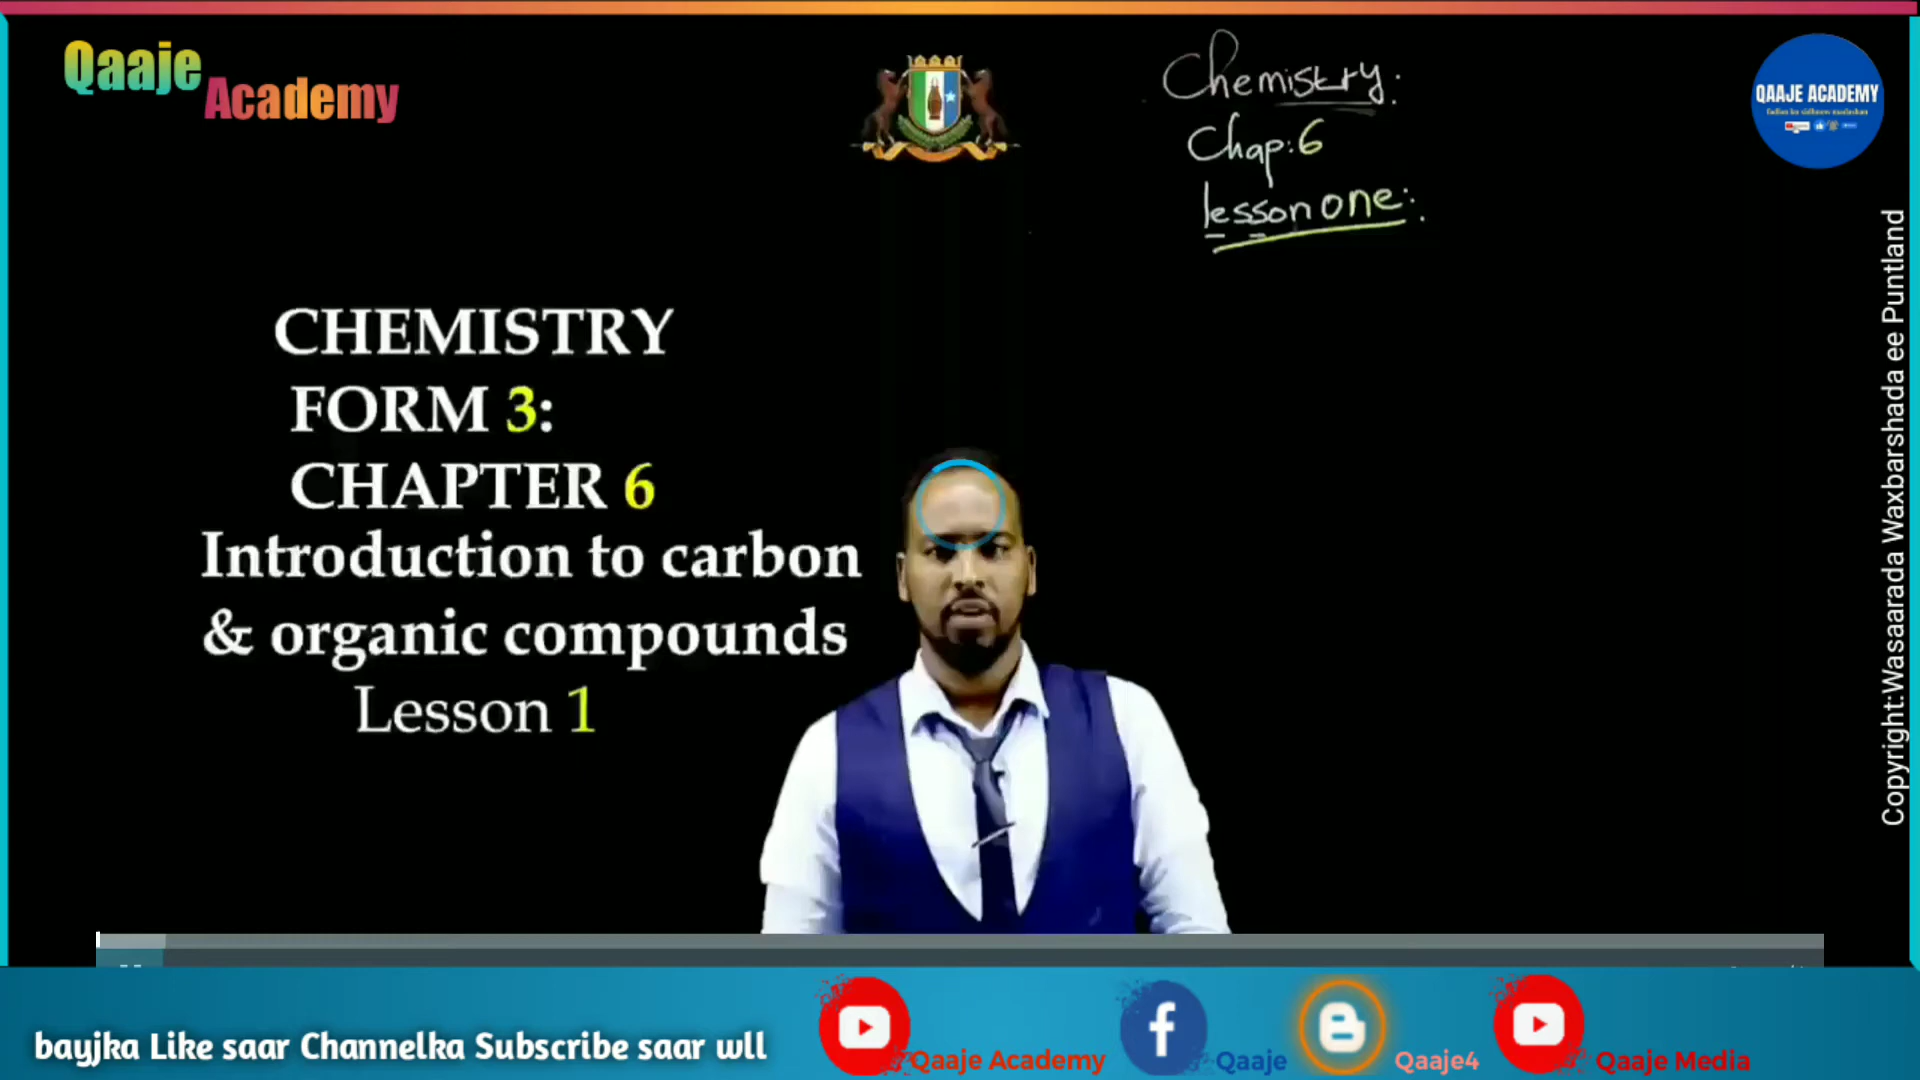 Qaaje
Academy
Chemistry:
Chap:6
lesson one:
QAAJE ACADEMY
CHEMISTRY
FORM 3:
CHAPTER 6
Introduction to carbon
& organic compounds
Lesson 1
Copyright:Wasaarada Waxbarshada ee Puntland
bayjka Like saar Channelka Subscribe saar wll
Qaaje Academy
Qaaje
Qaaje4
Qaaje Media